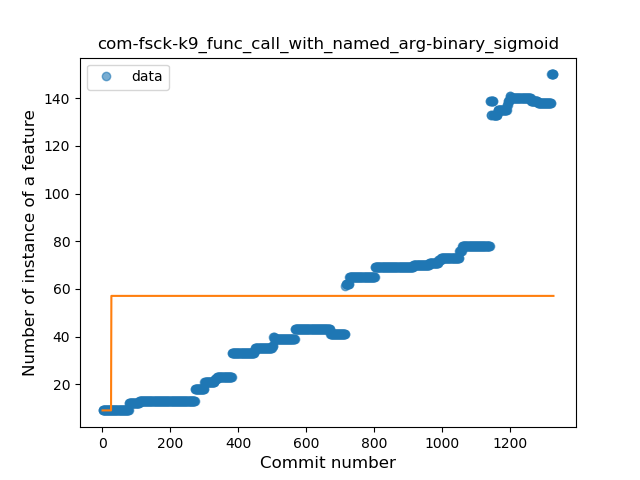 com-fsck-k9_func_call_with_named_arg-binary_sigmoid
data
Number of instance of a feature
140
120
100
80
60
40
20
0 200 400 600 800 1000 1200
Commit number